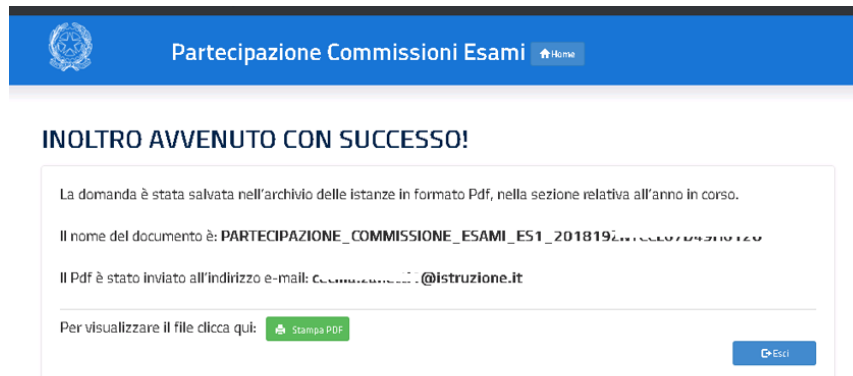 Partecipazione Commissioni Esami Home
INOLTRO AVVENUTO CON SUCCESSO!
La domanda è stata salvata nell'archivio delle istanze in formato Pdf, nella sezione relativa all'anno in corso.
Il nome del documento è:
Il Pdf è stato inviato all'indirizzo e-mail: @istruzione.it
Per visualizzare il file clicca qui: Stampa PDF
Esci